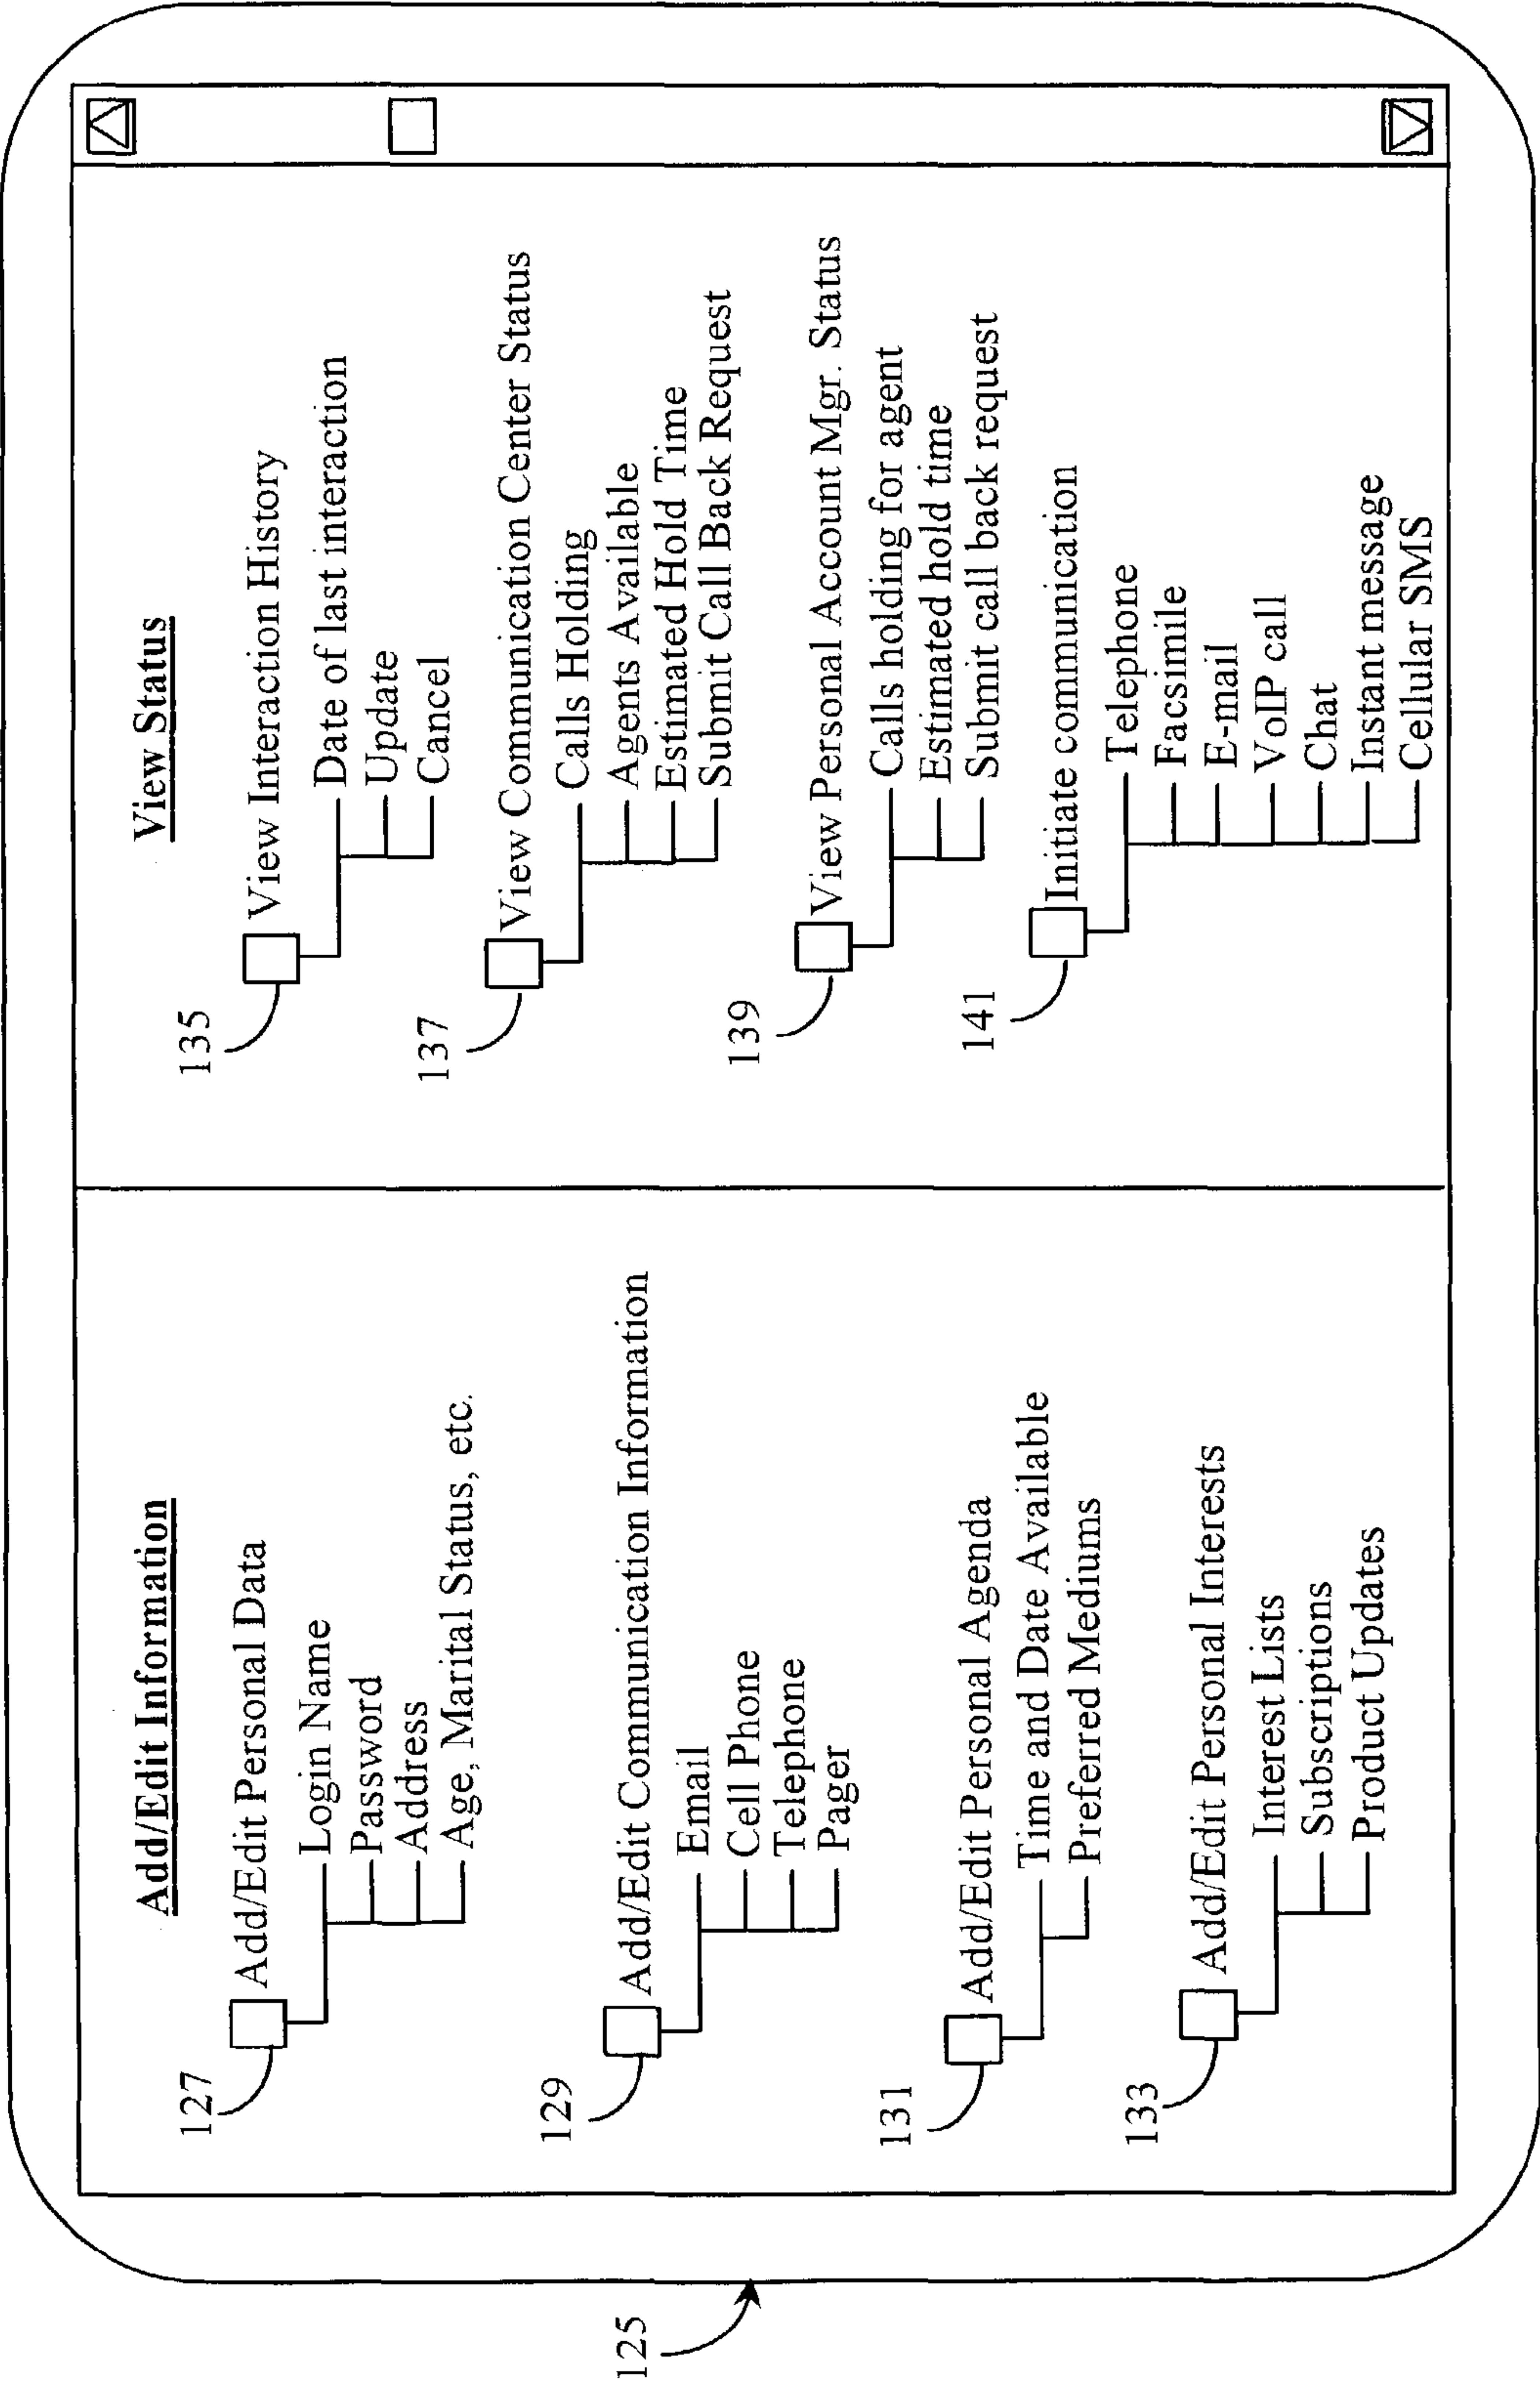 Add/Edit Information
127
Add/Edit Personal Data
Login Name
Password
Address
Age, Marital Status, etc.
129
Add/Edit Communication Information
Email
Cell Phone
Telephone
Pager
131
Add/Edit Personal Agenda
Time and Date Available
Preferred Mediums
133
Add/Edit Personal Interests
Interest Lists
Subscriptions
Product Updates
View Status
135
View Interaction History
Date of last interaction
Update
Cancel
137
View Communication Center Status
Calls Holding
Agents Available
Estimated Hold Time
Submit Call Back Request
139
View Personal Account Mgr. Status
Calls holding for agent
Estimated hold time
Submit call back request
141
Initiate communication
Telephone
Facsimile
E-mail
VoIP call
Chat
Instant message
Cellular SMS
125